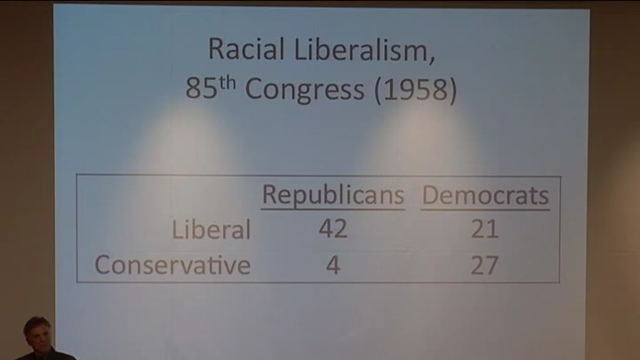 Racial Liberalism,
85th Congress (1958)
Republicans Democrats
Liberal 42 21
Conservative 4 27